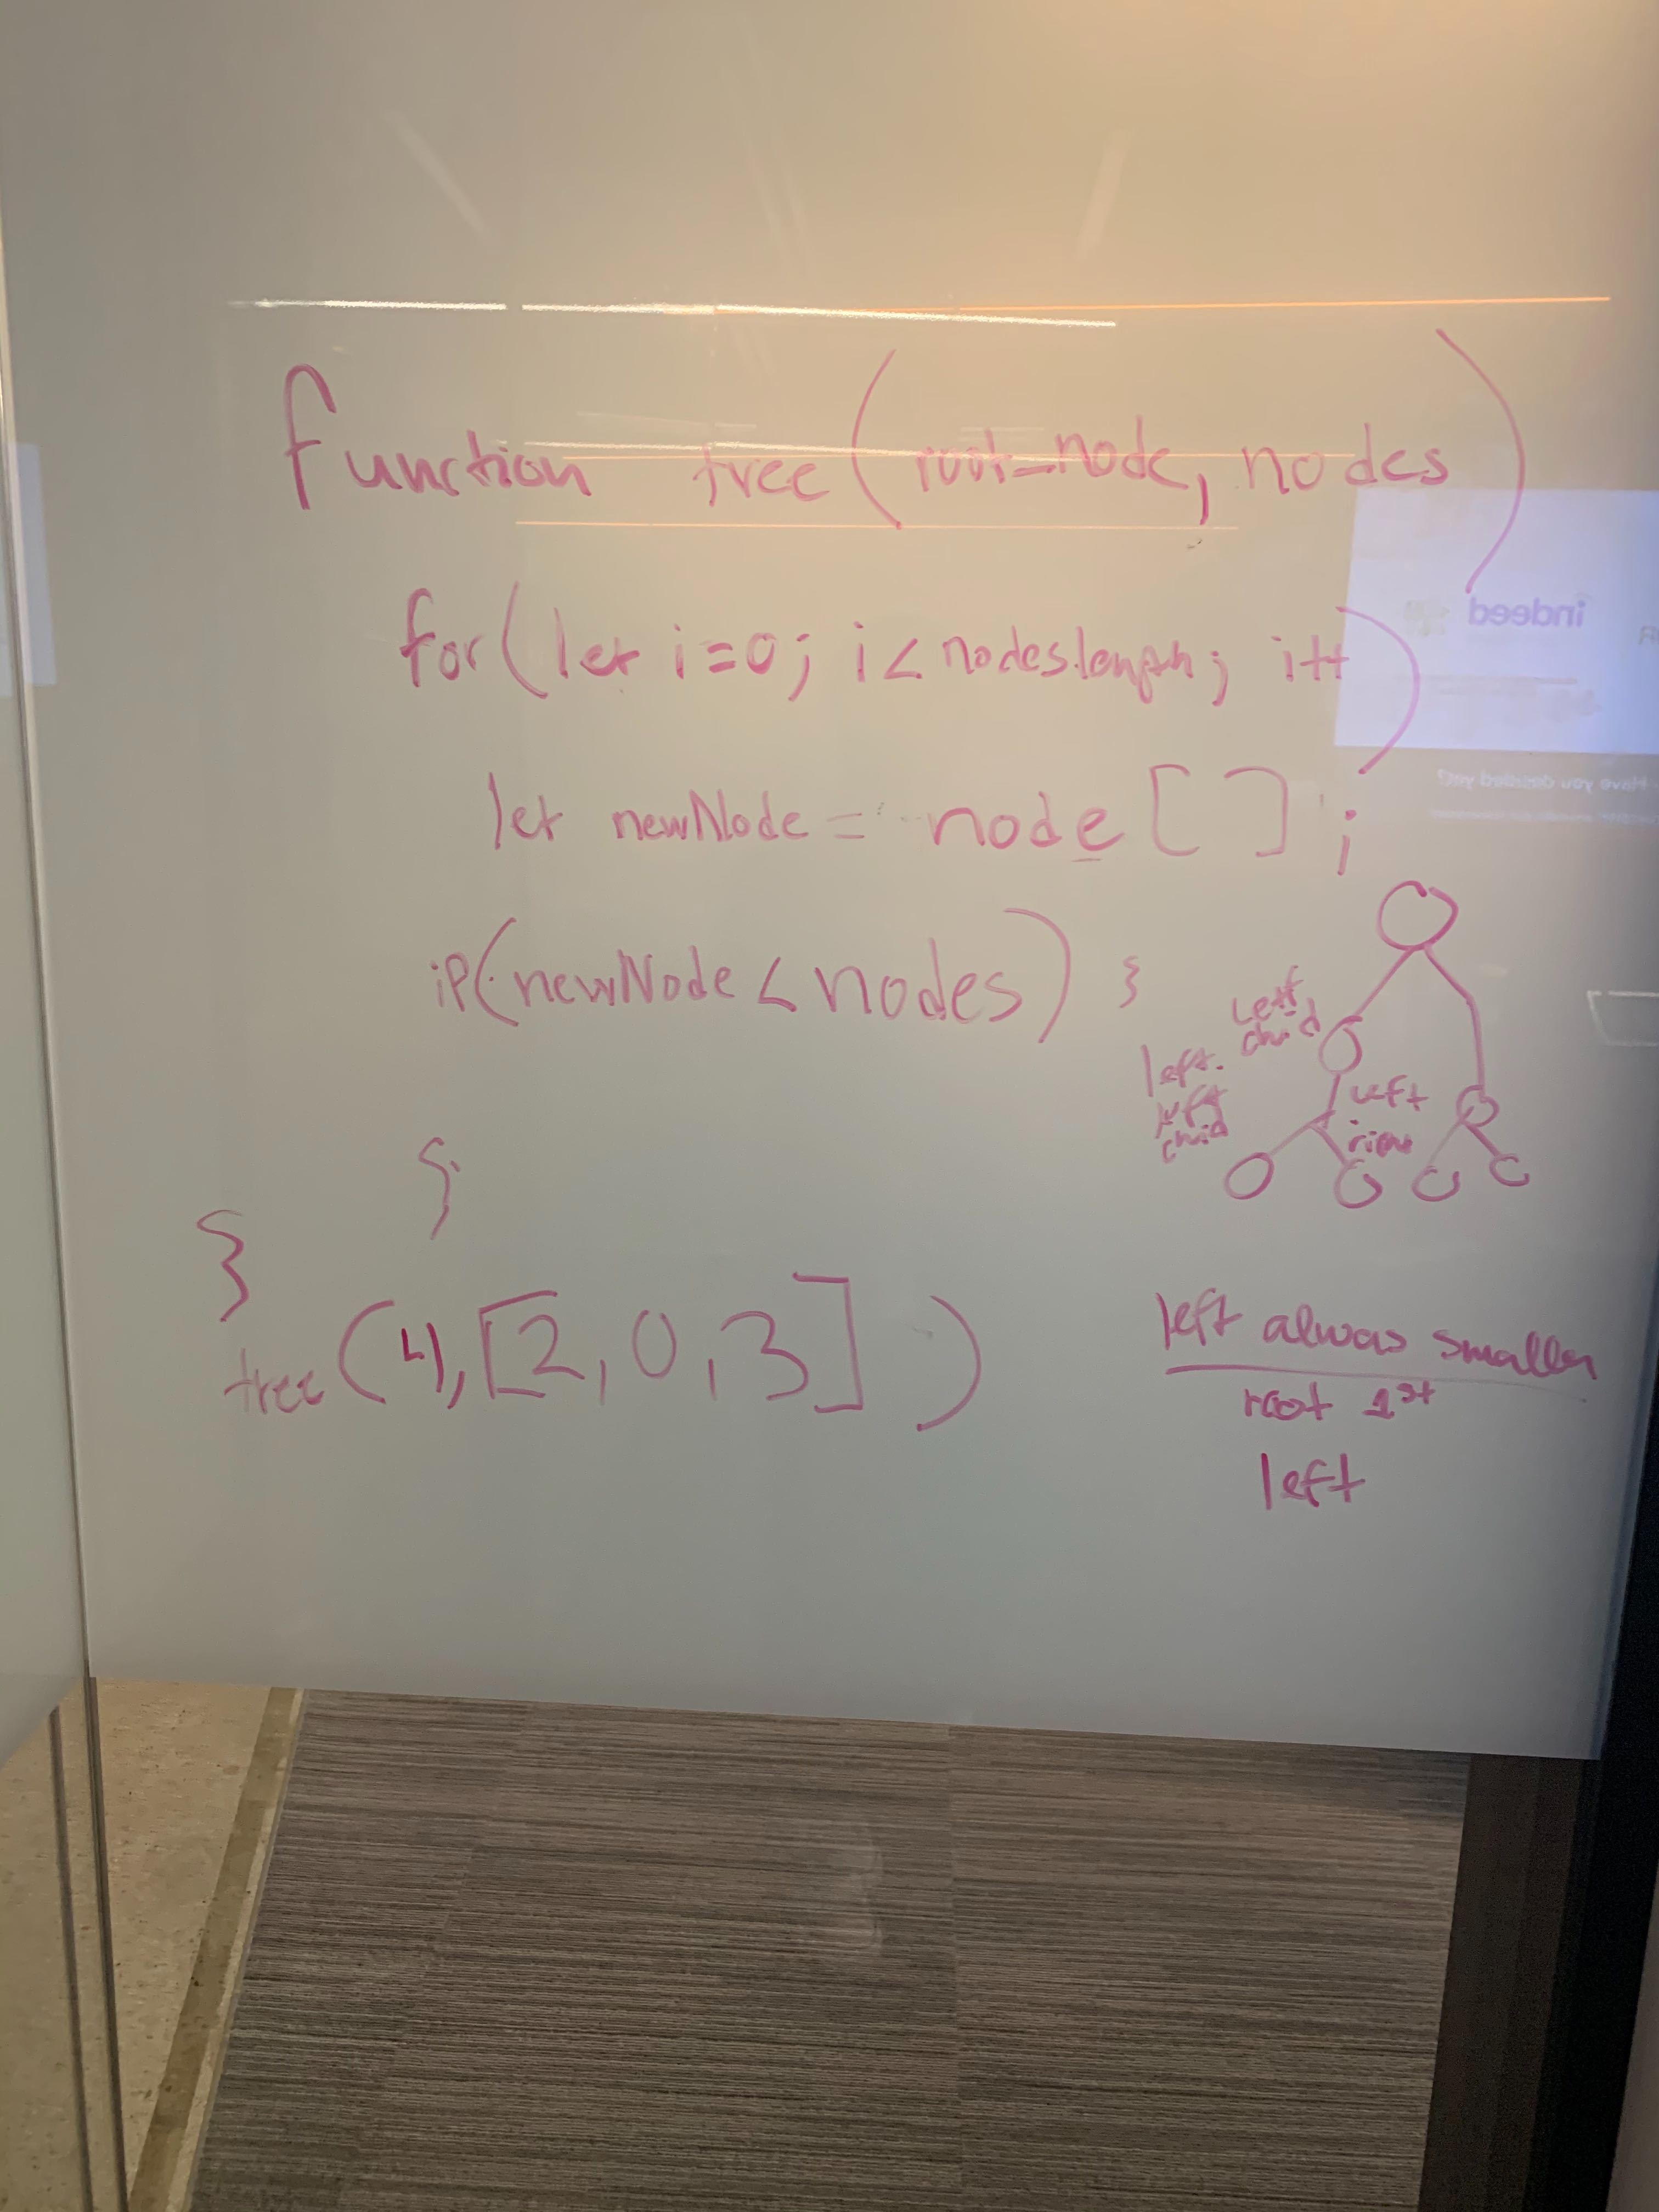 function tree(root_node, nodes)
for(let i=0; i<nodes.length; i++)
let newNode = node[ ];
if(newNode < nodes) }
}
}
tree(4,[2,0,3])
Left
child
left.
left
child
left
left always smaller
root 1st
left
indeed
Have you decided yet?